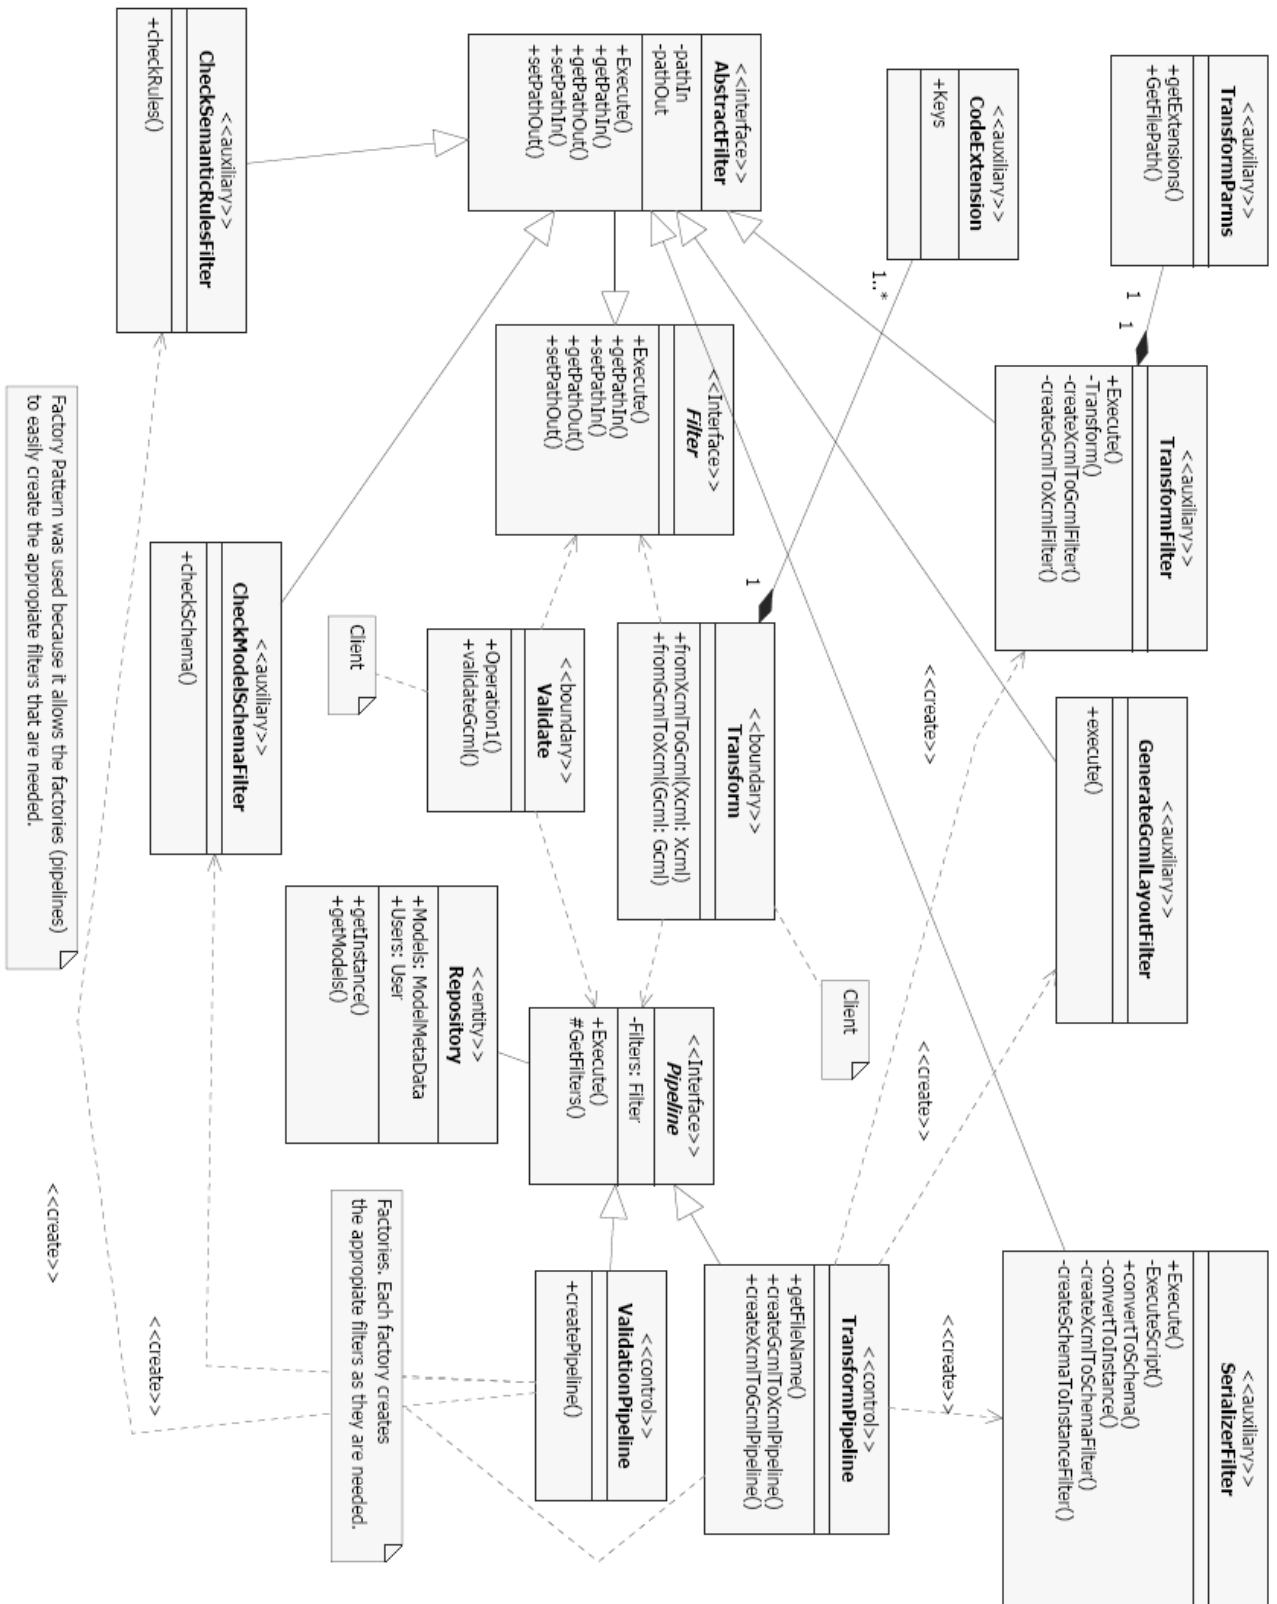 <<auxiliary>>
TransformParms
+getExtensions()
+GetFilePath()
1
1
<<auxiliary>>
TransformFilter
+Execute()
-Transform()
-createXcmlToGcmlFilter()
-createGcmlToXcmlFilter()
<<auxiliary>>
GenerateGcmlLayoutFilter
+execute()
<<auxiliary>>
SerializerFilter
+Execute()
-ExecuteScript()
+convertToSchema()
-convertToInstance()
-createXcmlToSchemaFilter()
-createSchemaToInstanceFilter()
<<auxiliary>>
CodeExtension
+Keys
1..*
1
<<create>>
<<create>>
<<create>>
<<interface>>
AbstractFilter
-pathIn
-pathOut
+Execute()
+getPathIn()
+getPathOut()
+setPathIn()
+setPathOut()
<<Interface>>
Filter
+Execute()
+getPathIn()
+setPathIn()
+getPathOut()
+setPathOut()
<<boundary>>
Transform
+fromXcmlToGcml(Xcml: Xcml)
+fromGcmlToXcml(Gcml: Gcml)
Client
<<Interface>>
Pipeline
-Filters: Filter
+Execute()
#GetFilters()
<<control>>
TransformPipeline
+getFileName()
+createGcmlToXcmlPipeline()
+createXcmlToGcmlPipeline()
<<boundary>>
Validate
+Operation1()
+validateGcml()
Client
<<entity>>
Repository
+Models: ModelMetaData
+Users: User
+getInstance()
+getModels()
<<control>>
ValidationPipeline
+createPipeline()
Factories. Each factory creates
the appropiate filters as they are needed.
<<auxiliary>>
CheckSemanticRulesFilter
+checkRules()
<<auxiliary>>
CheckModelSchemaFilter
+checkSchema()
<<create>>
<<create>>
Factory Pattern was used because it allows the factories (pipelines)
to easily create the appropiate filters that are needed.